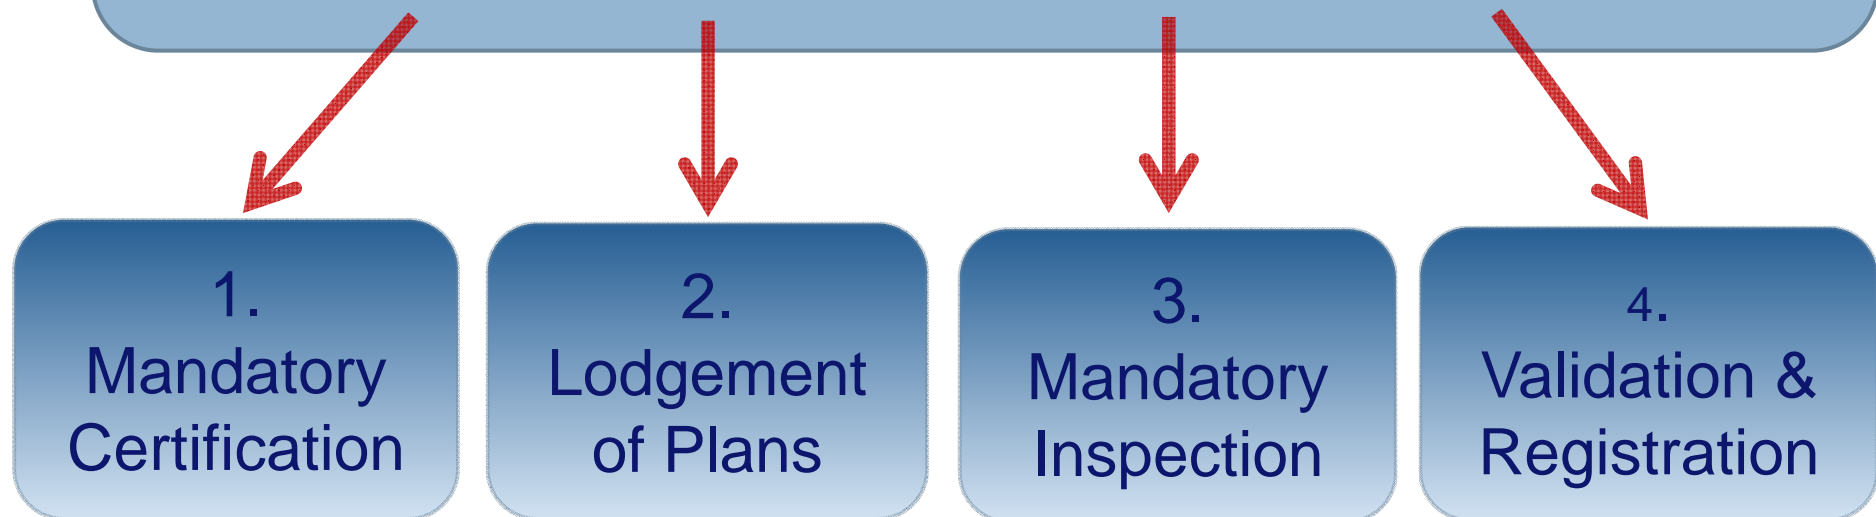 1.
Mandatory
Certification
2.
Lodgement
of Plans
3.
Mandatory
Inspection
4.
Validation &
Registration